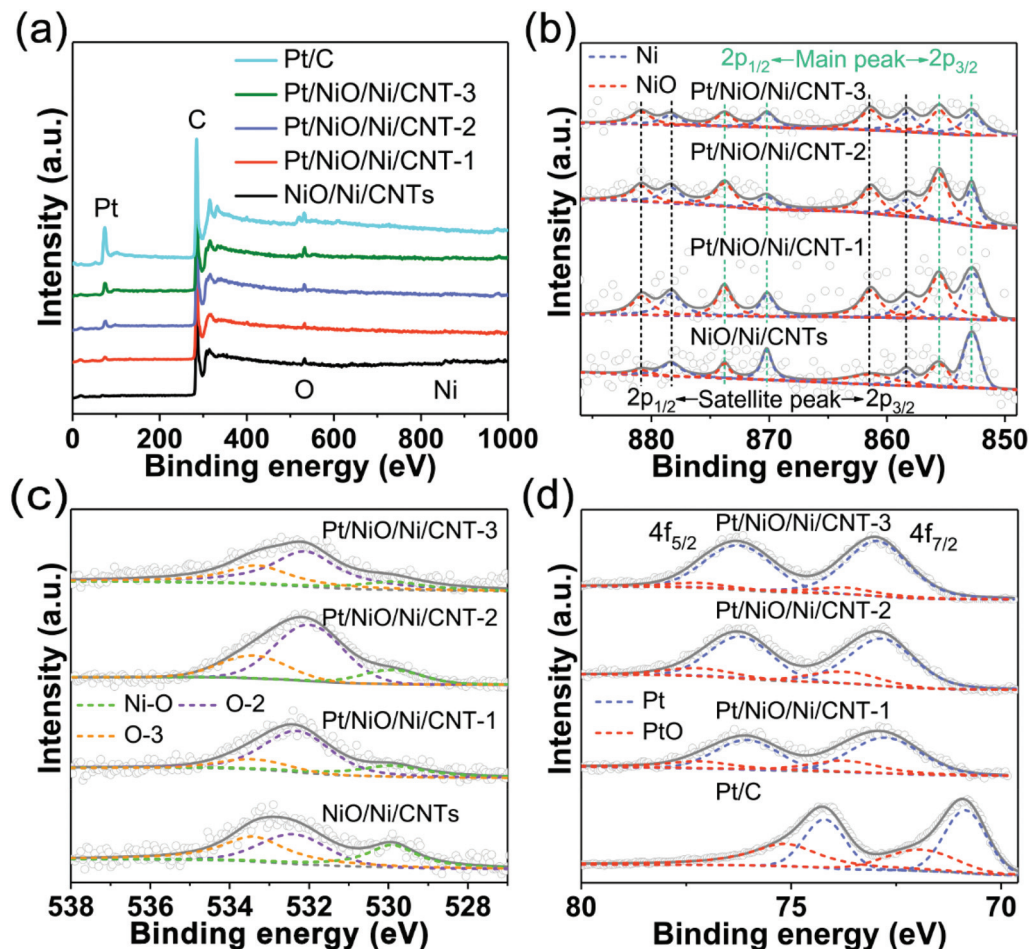 (a)
Pt/C
Pt/NiO/Ni/CNT-3
Pt/NiO/Ni/CNT-2
Pt/NiO/Ni/CNT-1
NiO/Ni/CNTs
C
Pt
O
Ni
Intensity (a.u.)
0 200 400 600 800 1000
Binding energy (eV)
(b)
Ni
NiO
2p1/2 ←Main peak→ 2p3/2
Pt/NiO/Ni/CNT-3
Pt/NiO/Ni/CNT-2
Pt/NiO/Ni/CNT-1
NiO/Ni/CNTs
2p1/2 ←Satellite peak→ 2p3/2
Intensity (a.u.)
880 870 860 850
Binding energy (eV)
(c)
Pt/NiO/Ni/CNT-3
Pt/NiO/Ni/CNT-2
Ni-O O-2
O-3
Pt/NiO/Ni/CNT-1
NiO/Ni/CNTs
Intensity (a.u.)
538 536 534 532 530 528
Binding energy (eV)
(d)
4f5/2
Pt/NiO/Ni/CNT-3
4f7/2
Pt/NiO/Ni/CNT-2
Pt
PtO
Pt/NiO/Ni/CNT-1
Pt/C
Intensity (a.u.)
80 75 70
Binding energy (eV)